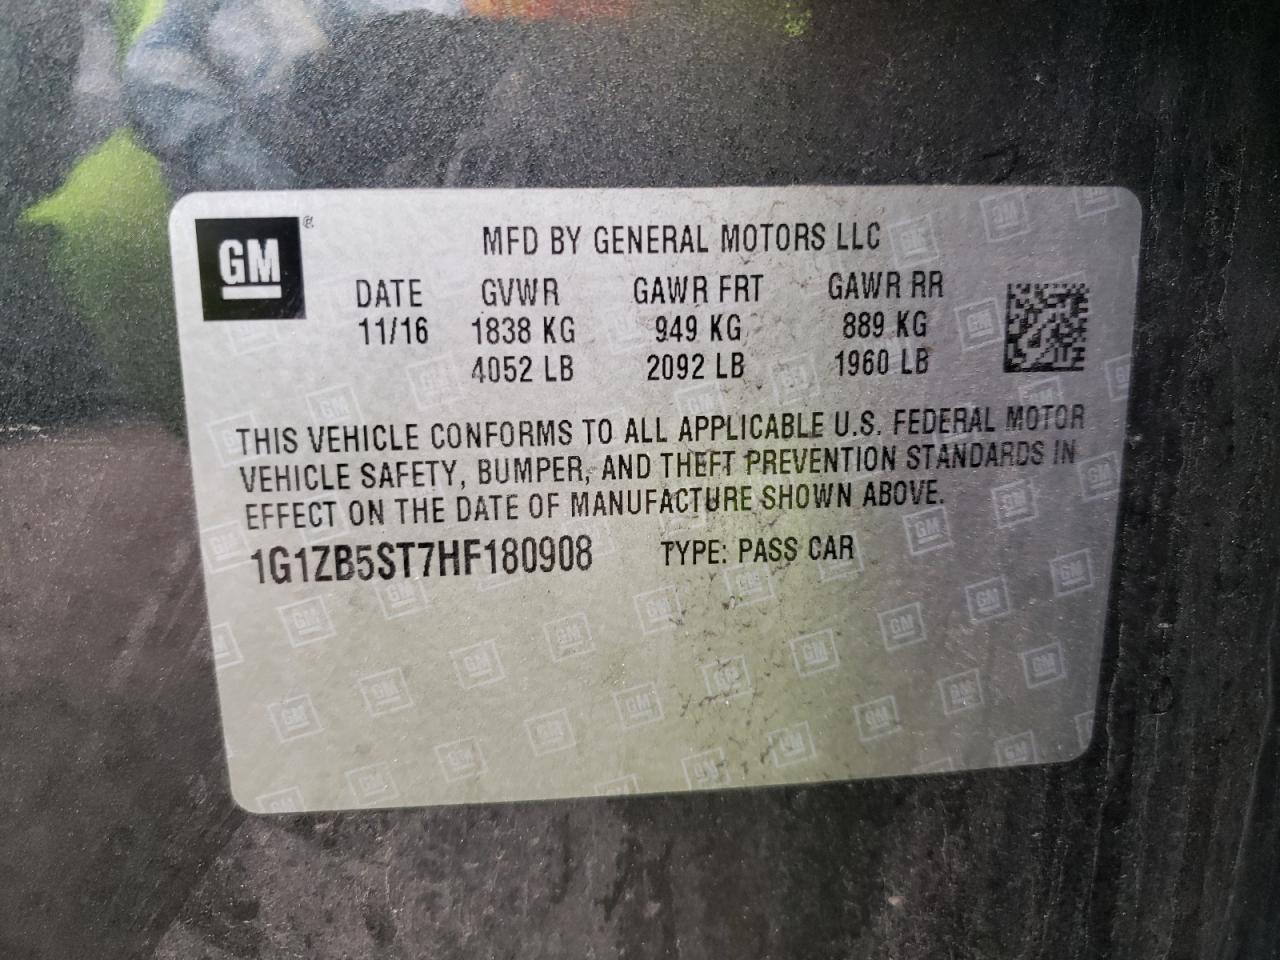 GM ®
MFD BY GENERAL MOTORS LLC
DATE GVWR GAWR FRT GAWR RR
11/16 1838 KG 949 KG 889 KG
4052 LB 2092 LB 1960 LB
THIS VEHICLE CONFORMS TO ALL APPLICABLE U.S. FEDERAL MOTOR
VEHICLE SAFETY, BUMPER, AND THEFT PREVENTION STANDARDS IN
EFFECT ON THE DATE OF MANUFACTURE SHOWN ABOVE.
1G1ZB5ST7HF180908 TYPE: PASS CAR